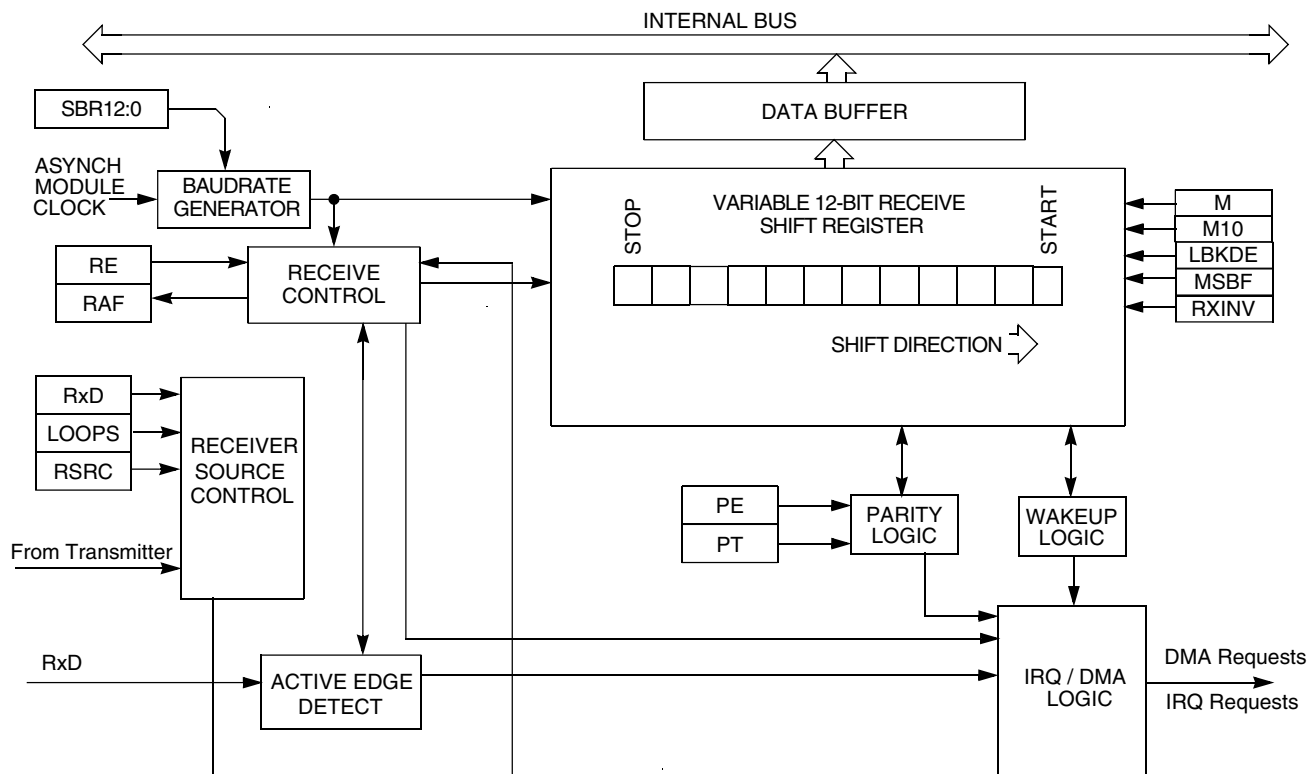 INTERNAL BUS
SBR12:0
DATA BUFFER
ASYNCH
MODULE
CLOCK
BAUDRATE
GENERATOR
VARIABLE 12-BIT RECEIVE
SHIFT REGISTER
STOP
START
M
M10
LBKDE
MSBF
RXINV
RE
RAF
RECEIVE
CONTROL
SHIFT DIRECTION
RxD
LOOPS
RSRC
RECEIVER
SOURCE
CONTROL
From Transmitter
PE
PT
PARITY
LOGIC
WAKEUP
LOGIC
RxD
ACTIVE EDGE
DETECT
IRQ / DMA
LOGIC
DMA Requests
IRQ Requests